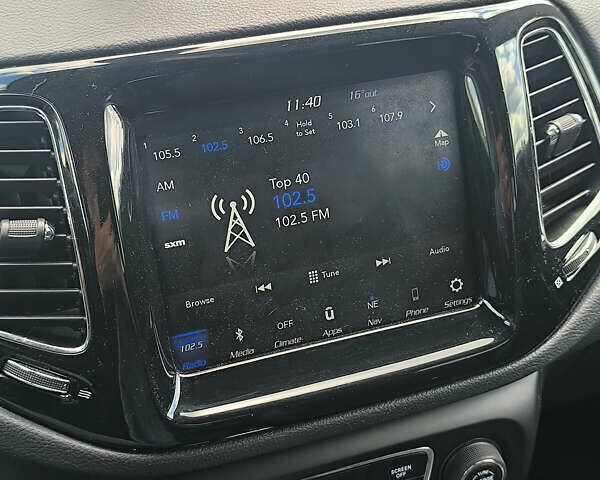 11:40 16°out
1 105.5 2 102.5 3 106.5 4 Hold to Set 5 103.1 6 107.9
Map
AM
FM
sxm
Top 40
102.5
102.5 FM
Browse
Tune
Audio
102.5
Radio
Media
OFF
Climate
Apps
NE
Nav
Phone
Settings
SCREEN
OFF
TUNE